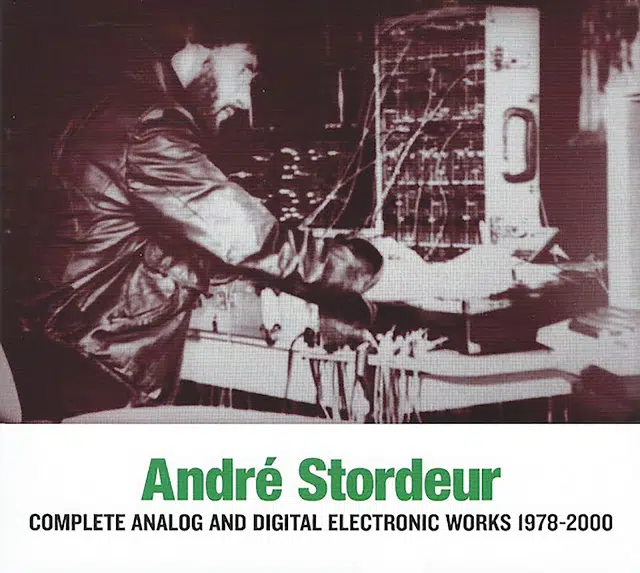 André Stordeur
COMPLETE ANALOG AND DIGITAL ELECTRONIC WORKS 1978-2000